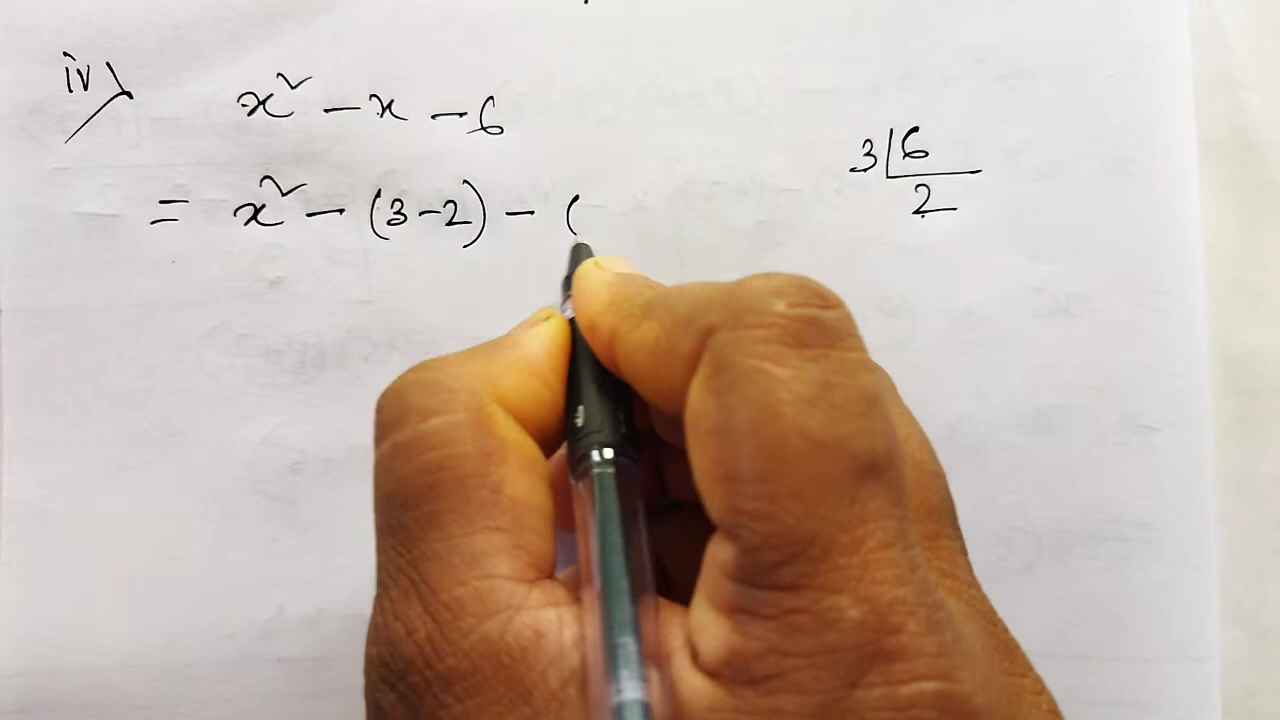 iv) x² - x - 6
= x² - (3-2) - (
3 6
2